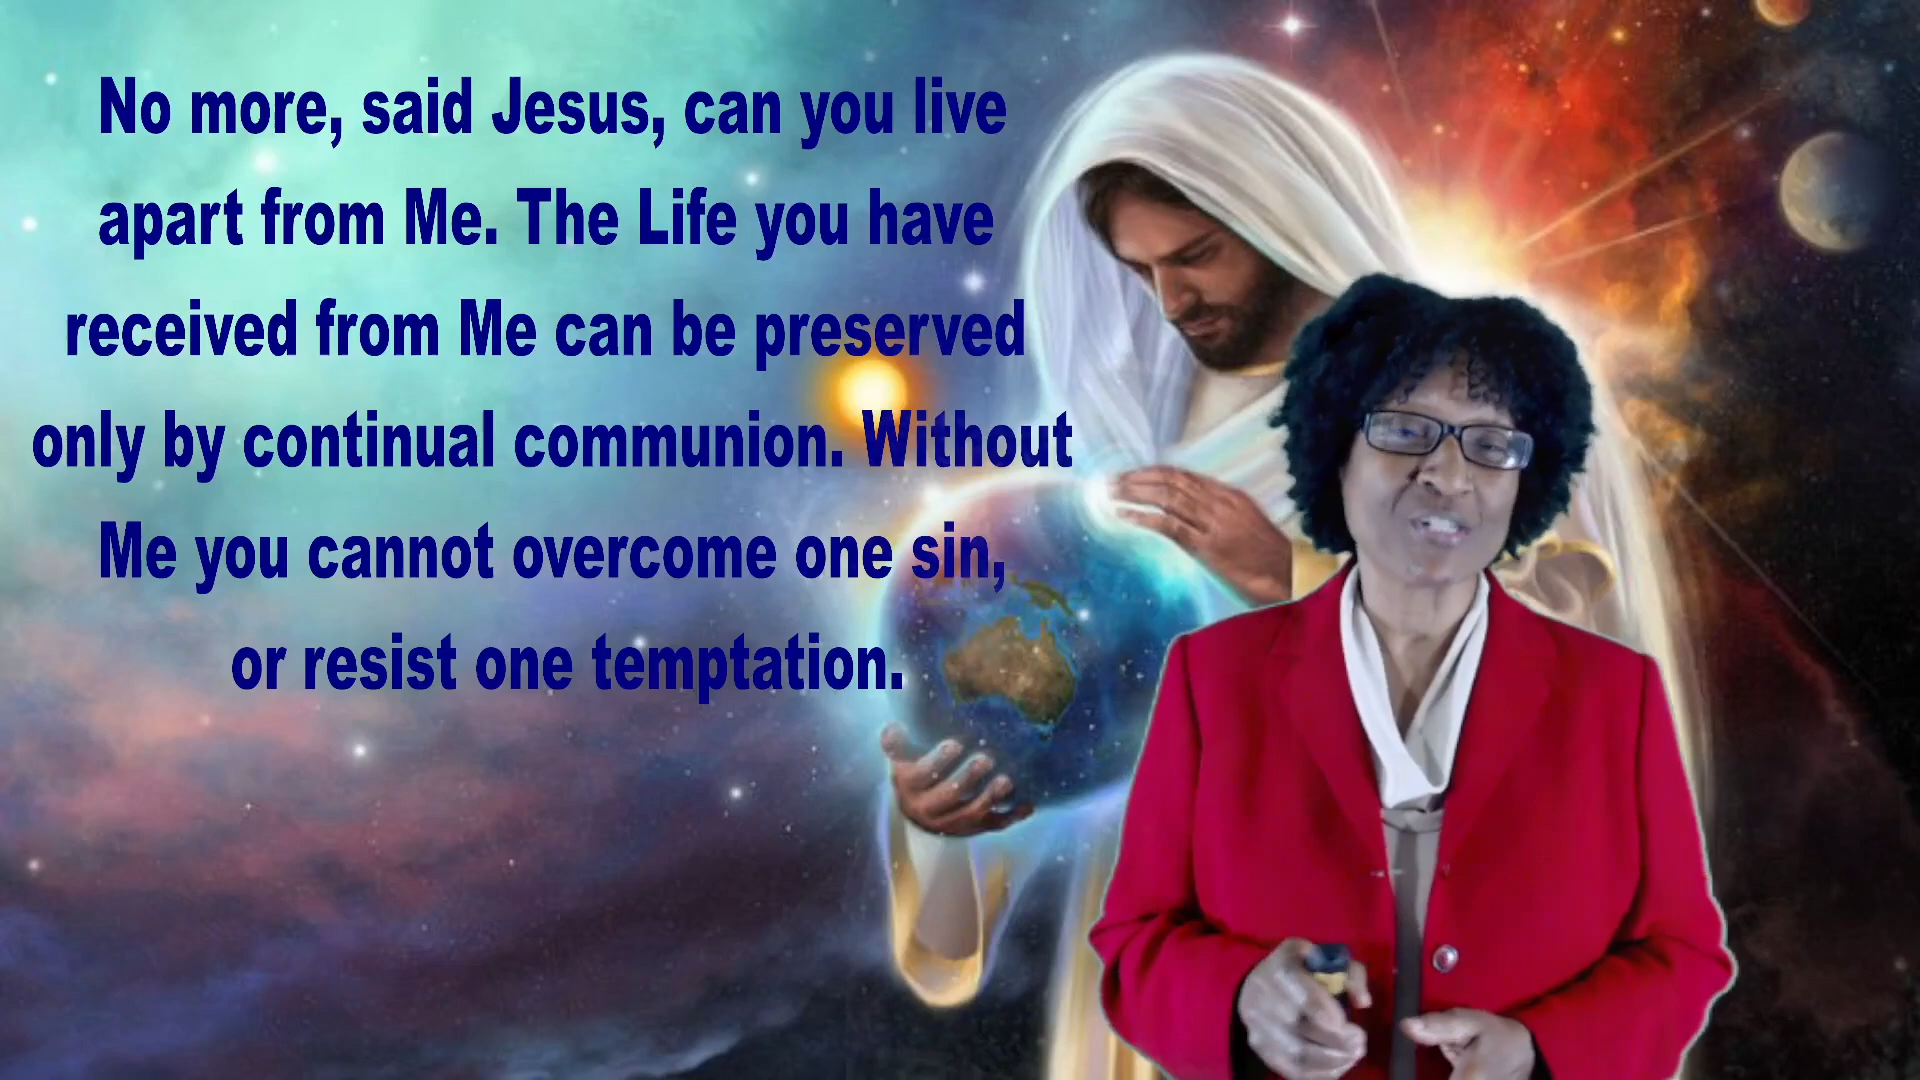 No more, said Jesus, can you live
apart from Me. The Life you have
received from Me can be preserved
only by continual communion. Without
Me you cannot overcome one sin,
or resist one temptation.